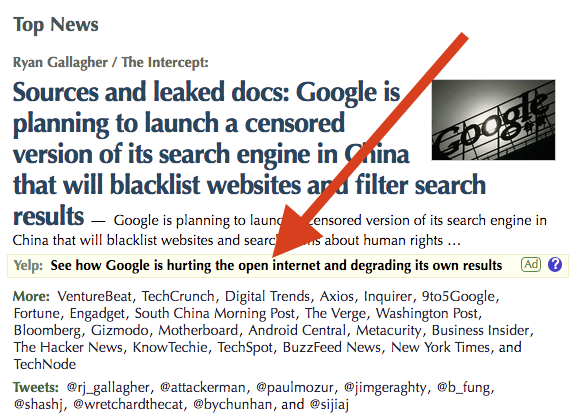 Top News
Ryan Gallagher / The Intercept:
Sources and leaked docs: Google is
planning to launch a censored
version of its search engine in China
that will blacklist websites and filter search
results — Google is planning to launch censored version of its search engine in
China that will blacklist websites and search about human rights …
Yelp: See how Google is hurting the open internet and degrading its own results Ad ?
More: VentureBeat, TechCrunch, Digital Trends, Axios, Inquirer, 9to5Google,
Fortune, Engadget, South China Morning Post, The Verge, Washington Post,
Bloomberg, Gizmodo, Motherboard, Android Central, Metacurity, Business Insider,
The Hacker News, KnowTechie, TechSpot, BuzzFeed News, New York Times, and
TechNode
Tweets: @rj_gallagher, @attackerman, @paulmozur, @jimgeraghty, @b_fung,
@shashj, @wretchardthecat, @bychunhan, and @sijiaj
Google